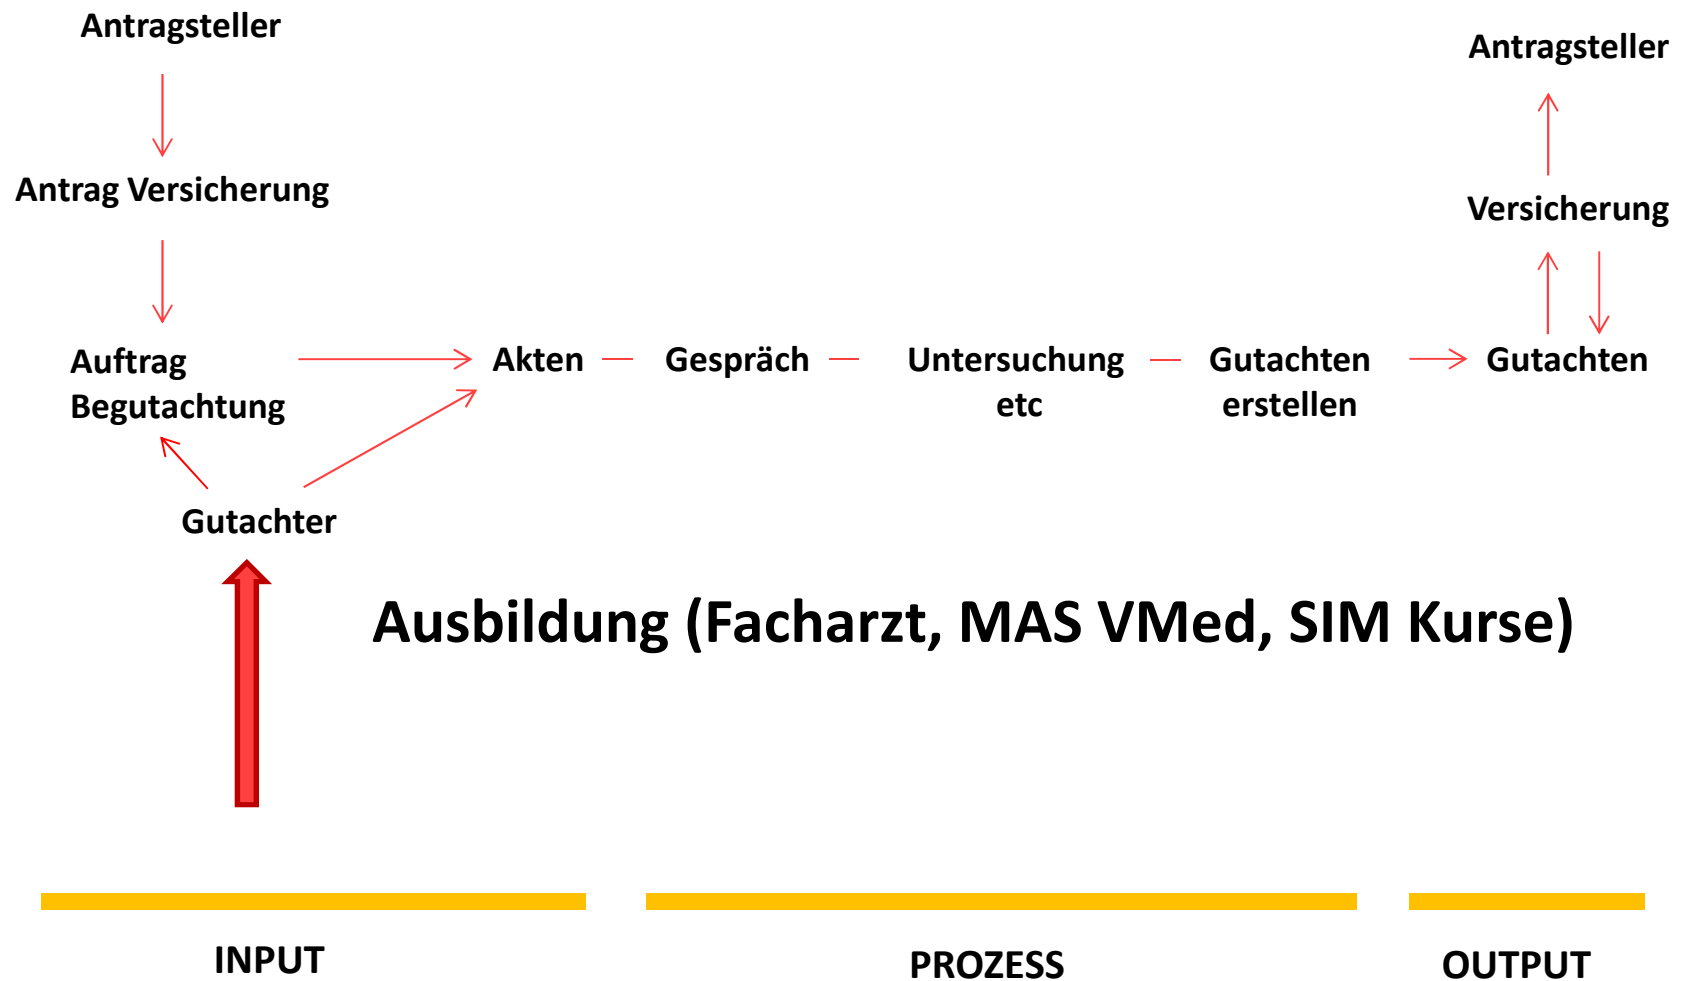 Antragsteller
Antrag Versicherung
Auftrag
Begutachtung
Gutachter
Akten
Gespräch
Untersuchung
etc
Gutachten
erstellen
Gutachten
Versicherung
Antragsteller
Ausbildung (Facharzt, MAS VMed, SIM Kurse)
INPUT
PROZESS
OUTPUT